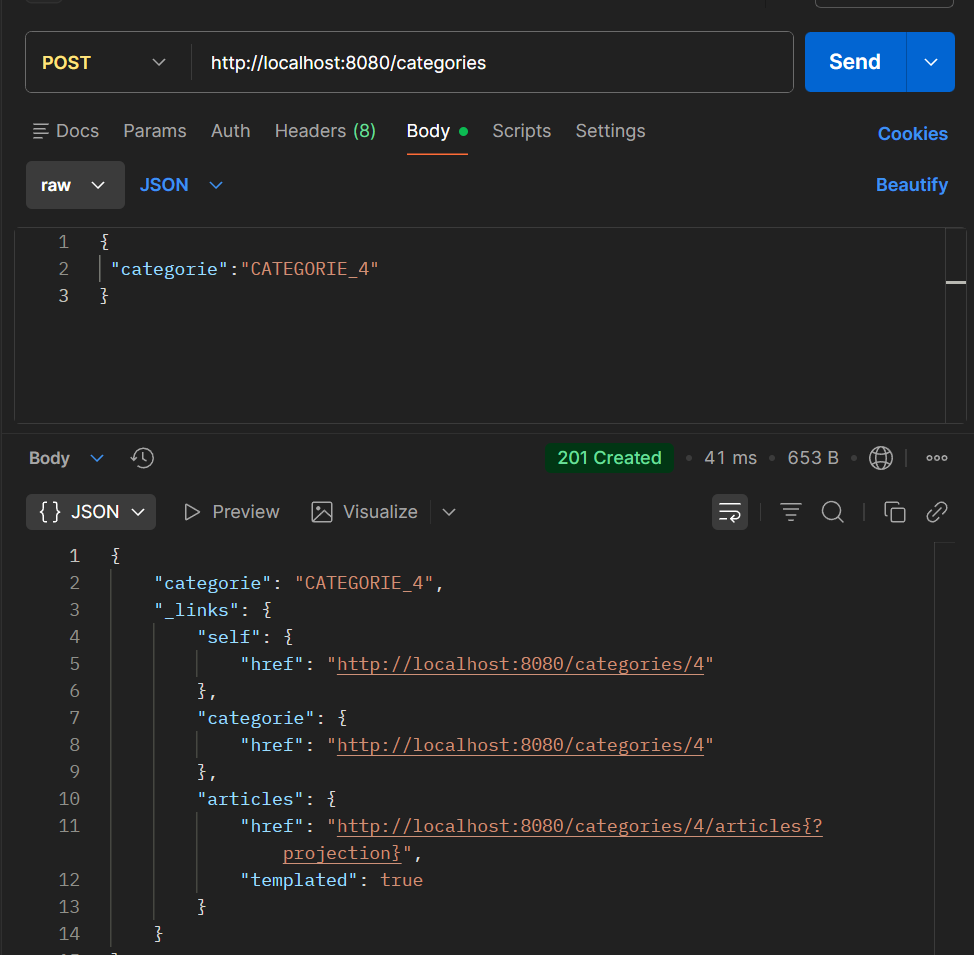 POST http://localhost:8080/categories Send
Docs Params Auth Headers (8) Body Scripts Settings Cookies
raw JSON Beautify
1 {
2 "categorie":"CATEGORIE_4"
3 }
Body 201 Created • 41 ms • 653 B •
{} JSON Preview Visualize
1 {
2 "categorie": "CATEGORIE_4",
3 "_links": {
4 "self": {
5 "href": "http://localhost:8080/categories/4"
6 },
7 "categorie": {
8 "href": "http://localhost:8080/categories/4"
9 },
10 "articles": {
11 "href": "http://localhost:8080/categories/4/articles{?
projection}",
12 "templated": true
13 }
14 }